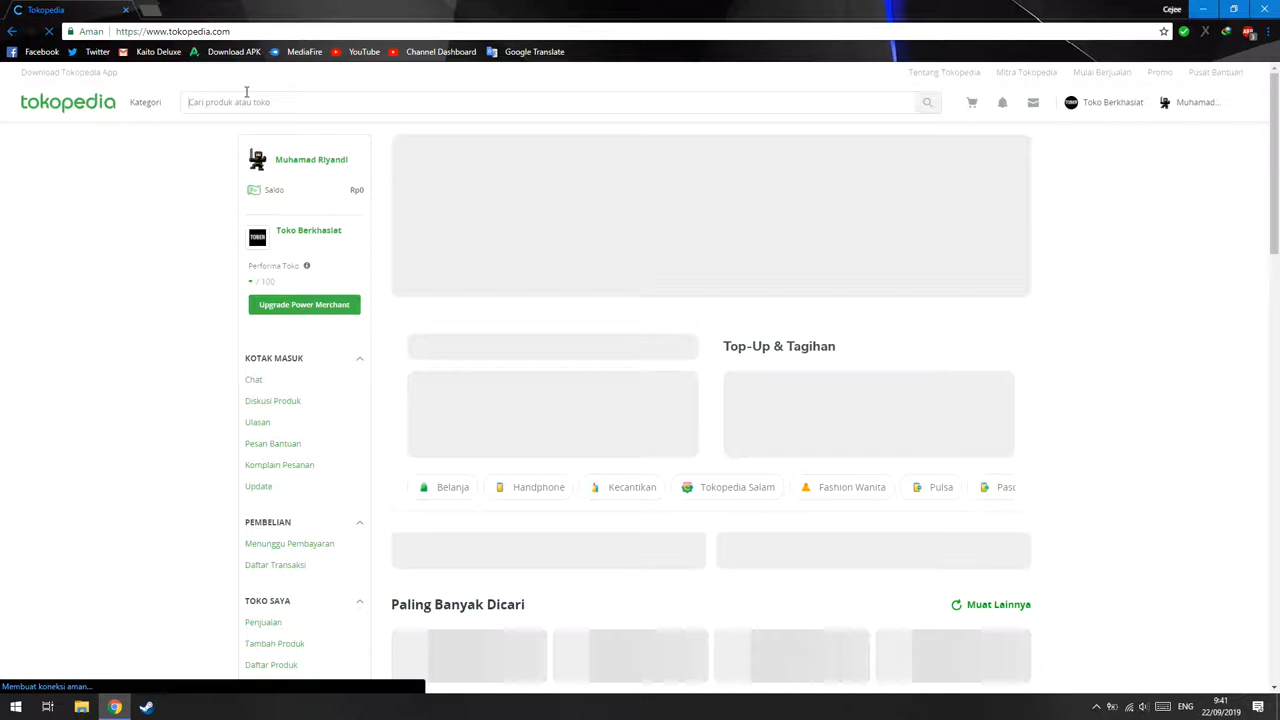 Tokopedia
Cejee
Aman
https://www.tokopedia.com
Facebook
Twitter
Kaito Deluxe
Download APK
MediaFire
YouTube
Channel Dashboard
Google Translate
Download Tokopedia App
Tentang Tokopedia
Mitra Tokopedia
Mulai Berjualan
Promo
Pusat Bantuan
tokopedia
Kategori
Cari produk atau toko
Toko Berkhasiat
Muhamad...
Muhamad Riyandi
Saldo
Rp0
Toko Berkhasiat
Performa Toko
- / 100
Upgrade Power Merchant
Top-Up & Tagihan
KOTAK MASUK
Chat
Diskusi Produk
Ulasan
Pesan Bantuan
Komplain Pesanan
Update
Belanja
Handphone
Kecantikan
Tokopedia Salam
Fashion Wanita
Pulsa
Pasc
PEMBELIAN
Menunggu Pembayaran
Daftar Transaksi
Paling Banyak Dicari
Muat Lainnya
TOKO SAYA
Penjualan
Tambah Produk
Daftar Produk
Membuat koneksi aman...
ENG
9:41
22/09/2019